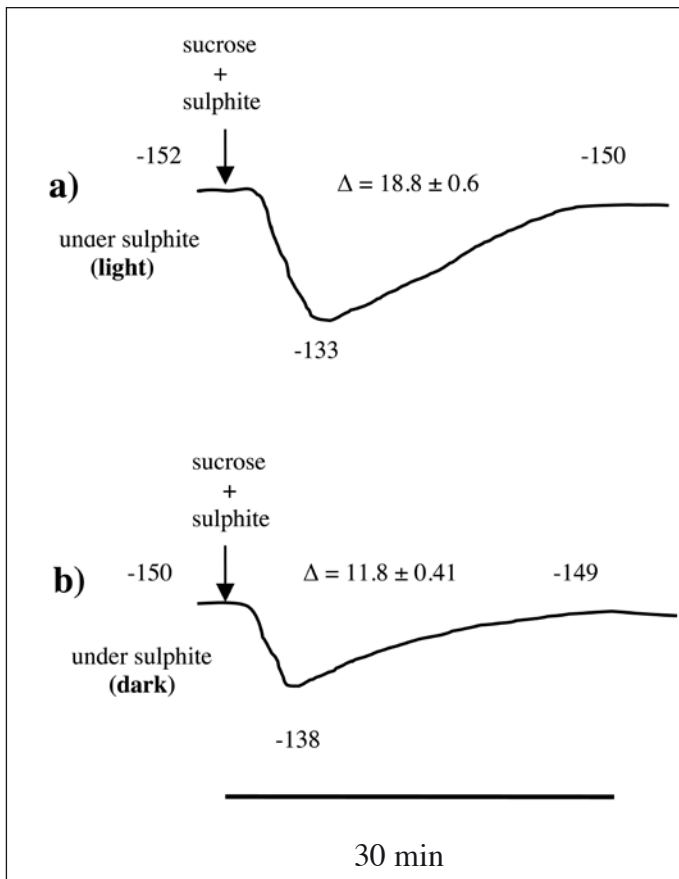 sucrose
+
sulphite
-152
-150
a)
Δ = 18.8 ± 0.6
under sulphite
(light)
-133
sucrose
+
sulphite
b)
-150
Δ = 11.8 ± 0.41
-149
under sulphite
(dark)
-138
30 min